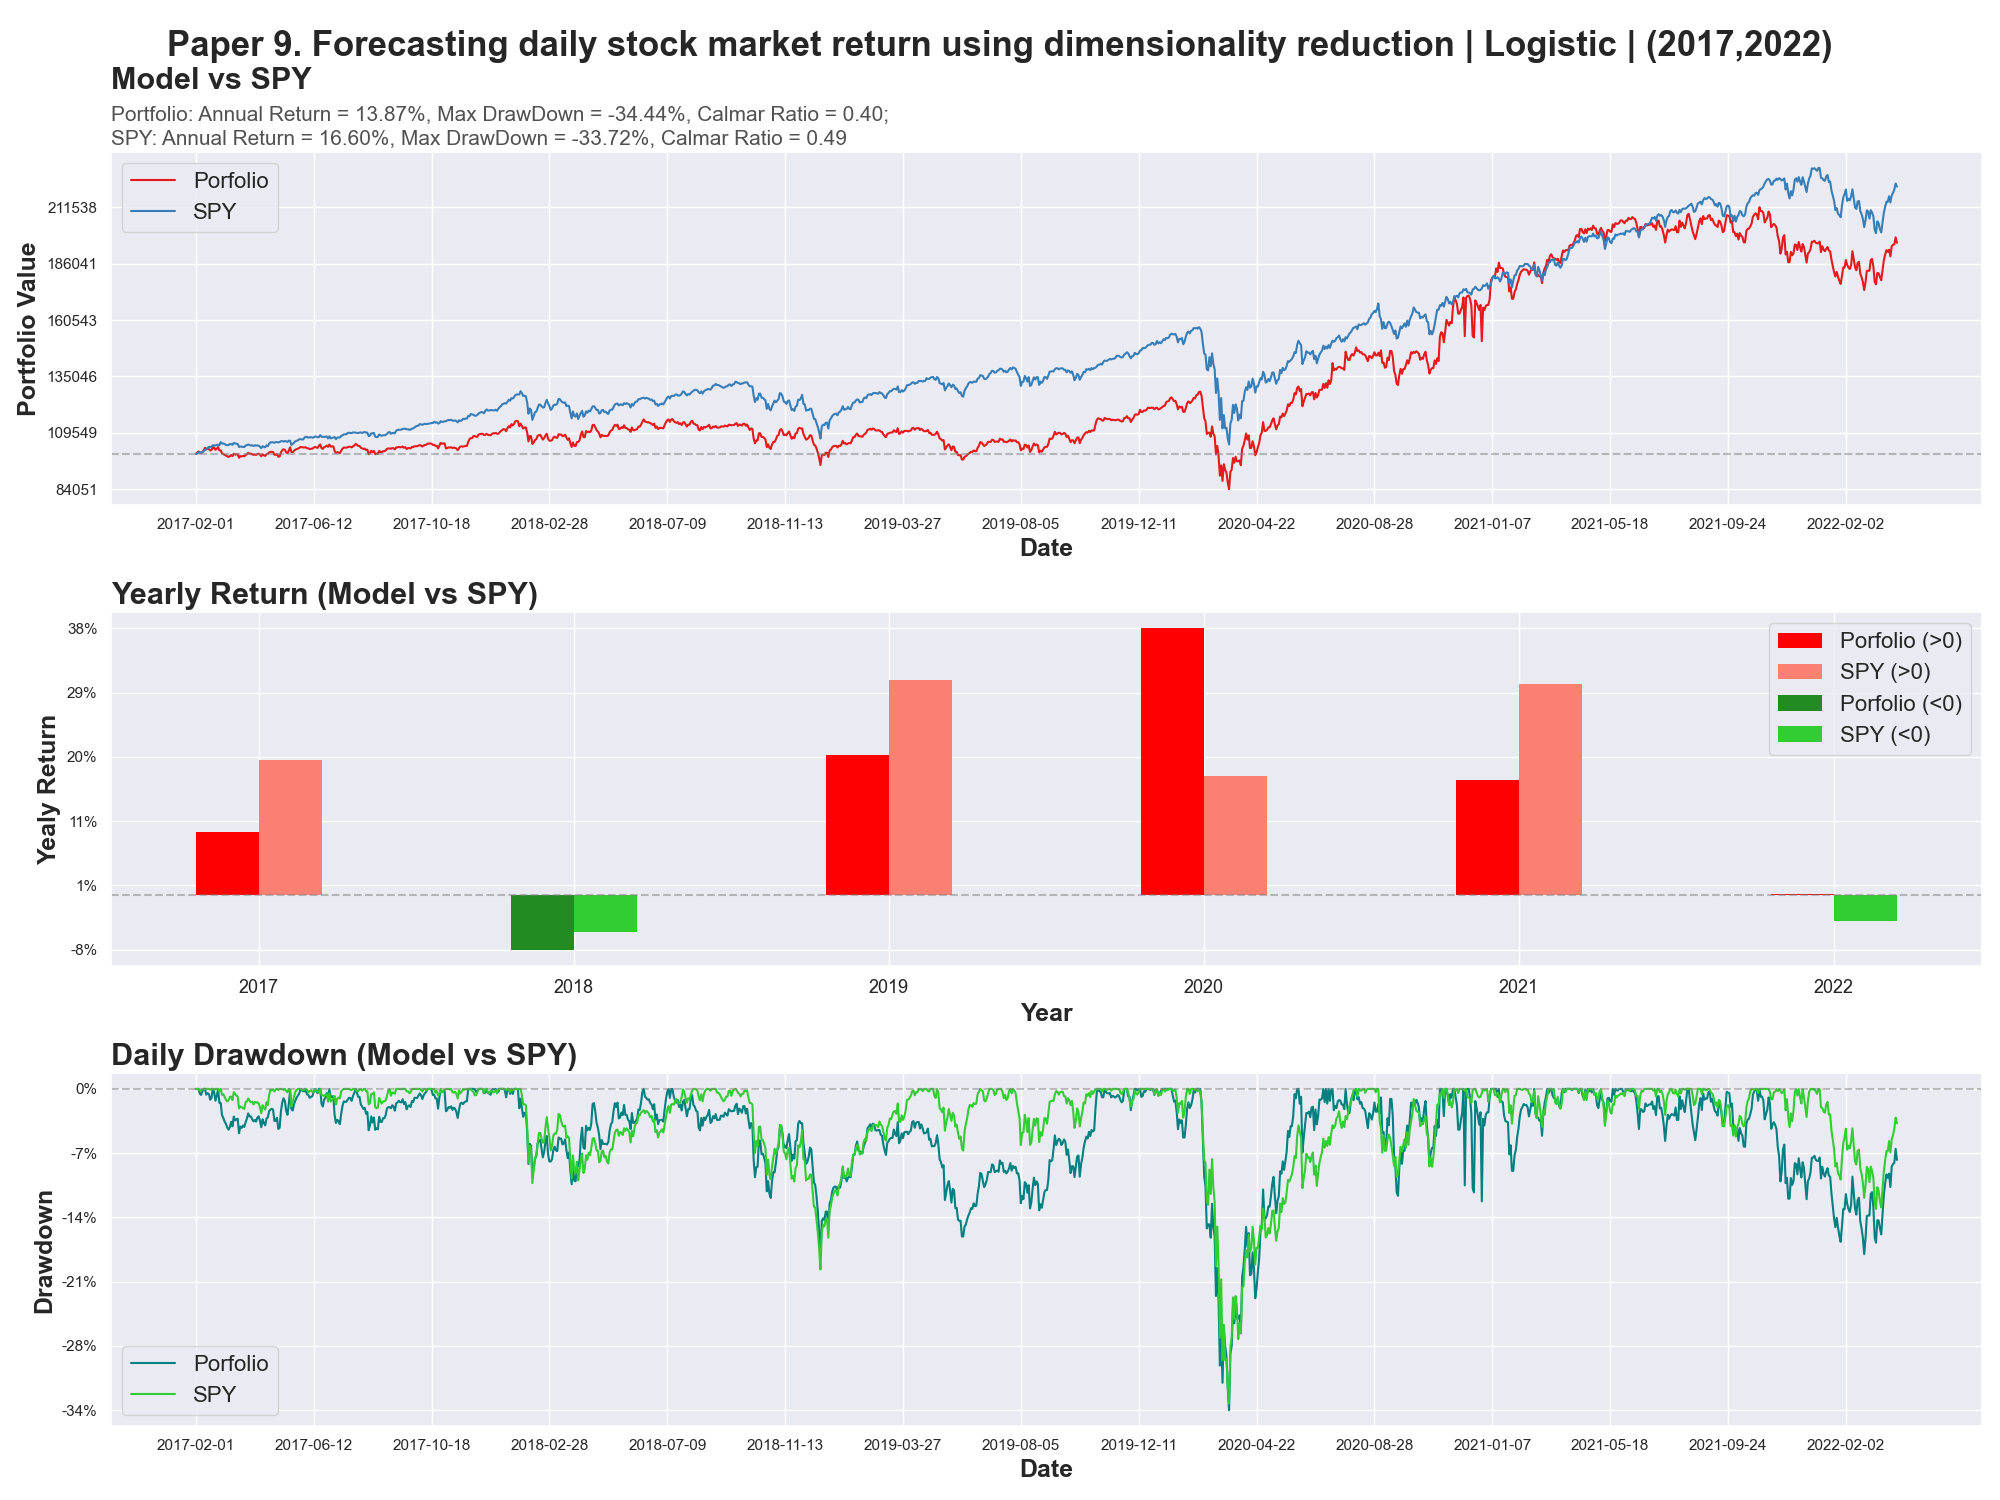 Paper 9. Forecasting daily stock market return using dimensionality reduction | Logistic | (2017,2022)
Model vs SPY
Portfolio: Annual Return = 13.87%, Max DrawDown = -34.44%, Calmar Ratio = 0.40;
SPY: Annual Return = 16.60%, Max DrawDown = -33.72%, Calmar Ratio = 0.49
Porfolio
SPY
Portfolio Value
211538
186041
160543
135046
109549
84051
2017-02-01 2017-06-12 2017-10-18 2018-02-28 2018-07-09 2018-11-13 2019-03-27 2019-08-05 2019-12-11 2020-04-22 2020-08-28 2021-01-07 2021-05-18 2021-09-24 2022-02-02
Date
Yearly Return (Model vs SPY)
Porfolio (>0)
SPY (>0)
Porfolio (<0)
SPY (<0)
Yealy Return
38%
29%
20%
11%
1%
-8%
2017 2018 2019 2020 2021 2022
Year
Daily Drawdown (Model vs SPY)
Drawdown
0%
-7%
-14%
-21%
-28%
-34%
Porfolio
SPY
2017-02-01 2017-06-12 2017-10-18 2018-02-28 2018-07-09 2018-11-13 2019-03-27 2019-08-05 2019-12-11 2020-04-22 2020-08-28 2021-01-07 2021-05-18 2021-09-24 2022-02-02
Date